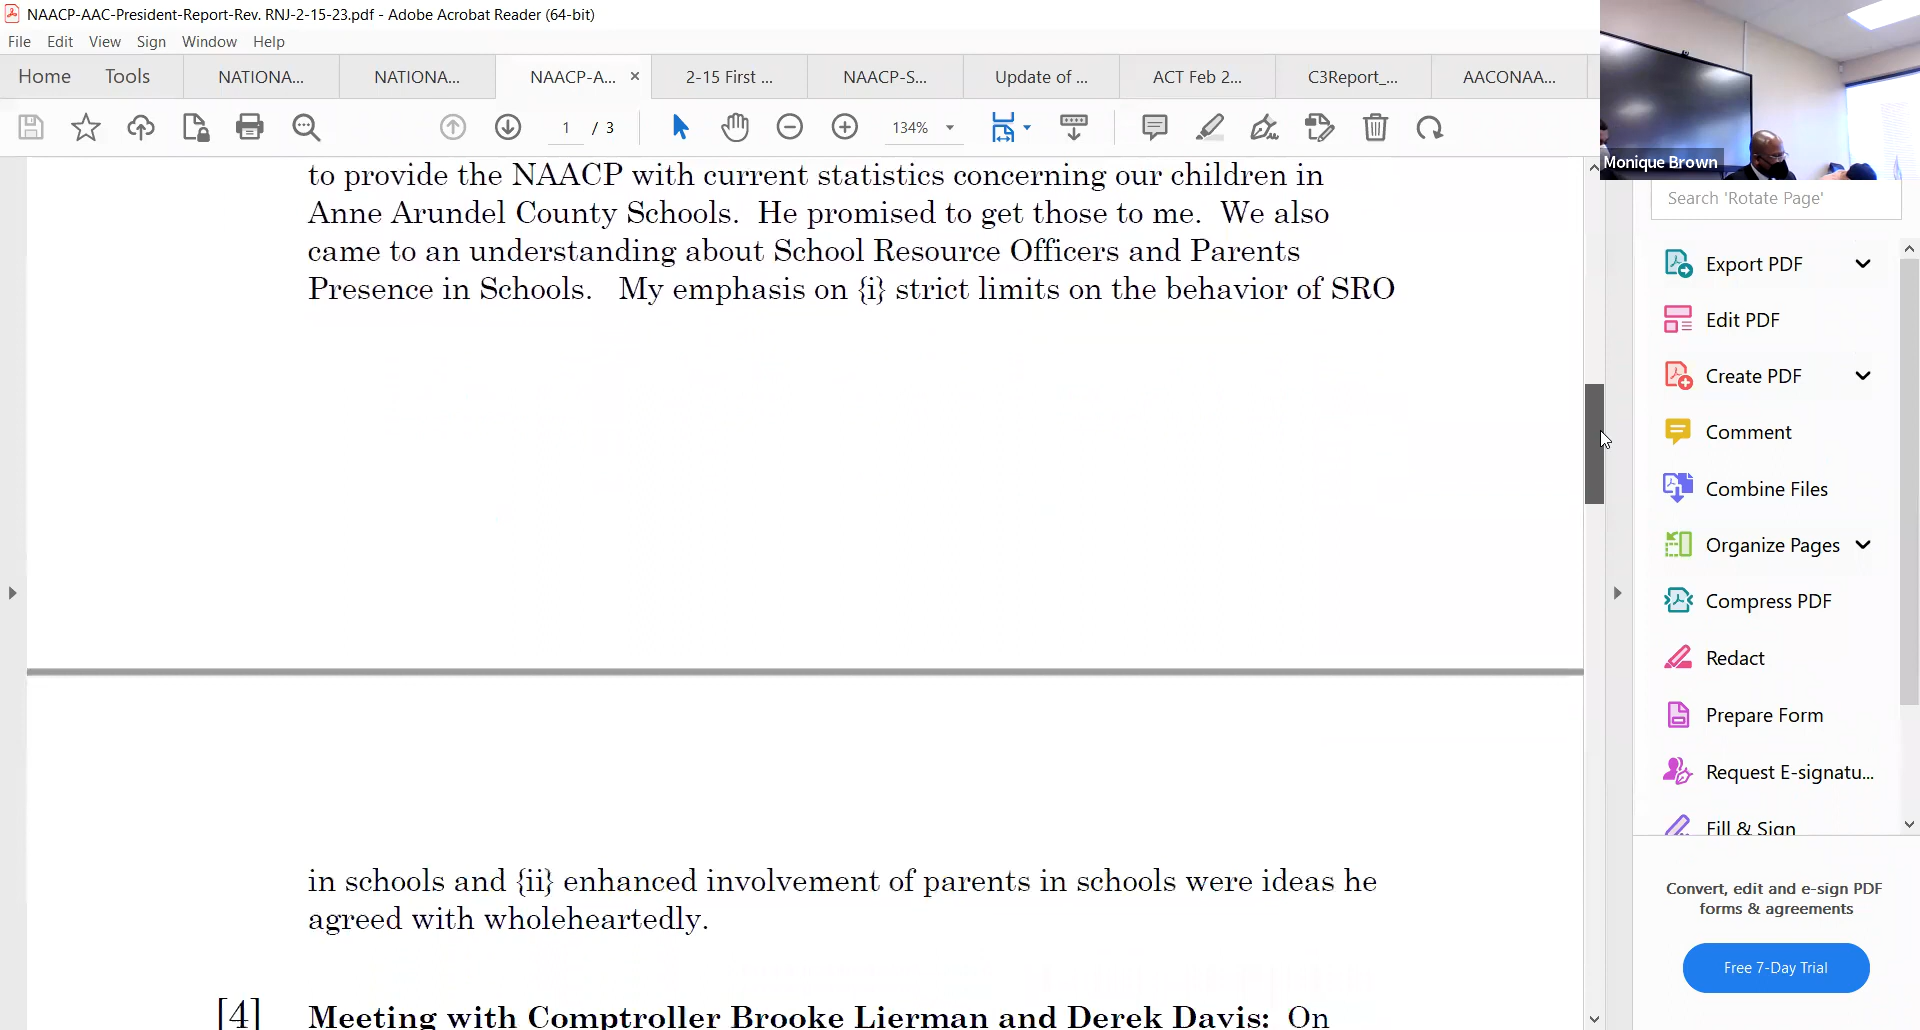 NAACP-AAC-President-Report-Rev. RNJ-2-15-23.pdf - Adobe Acrobat Reader (64-bit)
File Edit View Sign Window Help
Home Tools NATIONA... NATIONA... NAACP-A... × 2-15 First ... NAACP-S... Update of ... ACT Feb 2... C3Report_... AACONAA...
1 / 3 134%
Monique Brown
Search 'Rotate Page'
to provide the NAACP with current statistics concerning our children in
Anne Arundel County Schools. He promised to get those to me. We also
came to an understanding about School Resource Officers and Parents
Presence in Schools. My emphasis on {i} strict limits on the behavior of SRO
in schools and {ii} enhanced involvement of parents in schools were ideas he
agreed with wholeheartedly.
[4] Meeting with Comptroller Brooke Lierman and Derek Davis: On
Export PDF
Edit PDF
Create PDF
Comment
Combine Files
Organize Pages
Compress PDF
Redact
Prepare Form
Request E-signatu...
Fill & Sign
Convert, edit and e-sign PDF
forms & agreements
Free 7-Day Trial